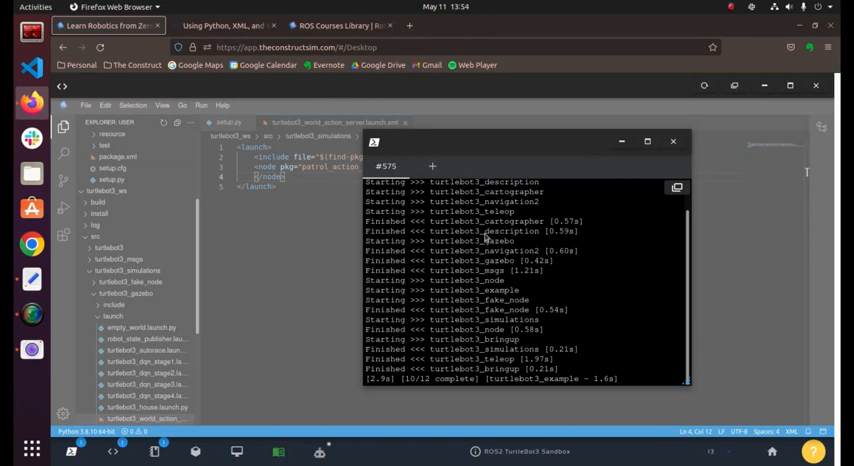 Activities
Firefox Web Browser
May 11 13:54
Learn Robotics from Zer
Using Python, XML, and
ROS Courses Library | Ro
https://app.theconstructsim.com/#/Desktop
Personal
The Construct
Google Maps
Google Calendar
Evernote
Google Drive
Gmail
Web Player
File Edit Selection View Go Run Help
EXPLORER: USER
setup.py
turtlebot3_world_action_server.launch.xml
turtlebot3_ws > src > turtlebot3_simulations
resource
test
package.xml
setup.cfg
setup.py
turtlebot3_ws
build
install
log
src
turtlebot3
turtlebot3_msgs
turtlebot3_simulations
turtlebot3_fake_node
turtlebot3_gazebo
include
launch
empty_world.launch.py
robot_state_publisher.launch...
turtlebot3_autorace.laun...
turtlebot3_dqn_stage1.la...
turtlebot3_dqn_stage2.la...
turtlebot3_dqn_stage3.la...
turtlebot3_dqn_stage4.la...
turtlebot3_house.launch.py
turtlebot3_world_action_...
1 <launch>
2 <include file="$(find-pkg
3 <node pkg="patrol_action
4 </node>
5 </launch>
#575
Starting >>> turtlebot3_description
Starting >>> turtlebot3_cartographer
Starting >>> turtlebot3_navigation2
Starting >>> turtlebot3_teleop
Finished <<< turtlebot3_cartographer [0.57s]
Finished <<< turtlebot3_description [0.59s]
Starting >>> turtlebot3_gazebo
Finished <<< turtlebot3_navigation2 [0.60s]
Finished <<< turtlebot3_gazebo [0.42s]
Finished <<< turtlebot3_msgs [1.21s]
Starting >>> turtlebot3_node
Starting >>> turtlebot3_example
Starting >>> turtlebot3_fake_node
Finished <<< turtlebot3_fake_node [0.54s]
Starting >>> turtlebot3_simulations
Finished <<< turtlebot3_node [0.58s]
Starting >>> turtlebot3_bringup
Finished <<< turtlebot3_simulations [0.21s]
Finished <<< turtlebot3_teleop [1.97s]
Finished <<< turtlebot3_bringup [0.21s]
[2.9s] [10/12 complete] [turtlebot3_example - 1.6s]
Python 3.8.10 64-bit
0
0
Ln 4, Col 12
LF
UTF-8
Spaces: 4
XML
ROS2 TurtleBot3 Sandbox
13